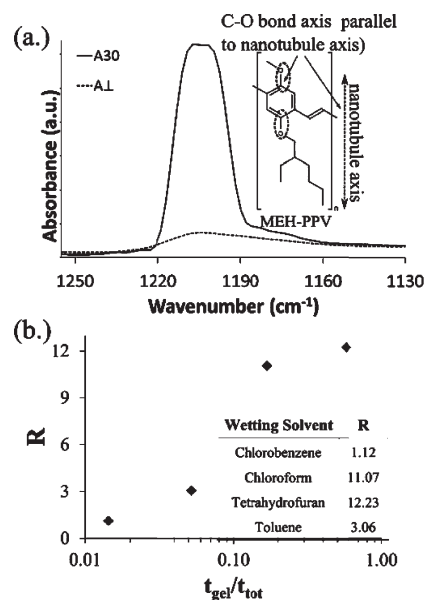 (a.)
C-O bond axis parallel
to nanotubule axis)
A30
A⊥
nanotubule axis
O
O
n
MEH-PPV
Absorbance (a.u.)
1250 1220 1190 1160 1130
Wavenumber (cm⁻¹)
(b.)
12
9
6
3
0
R
Wetting Solvent R
Chlorobenzene 1.12
Chloroform 11.07
Tetrahydrofuran 12.23
Toluene 3.06
0.01 0.10 1.00
t_gel/t_tot